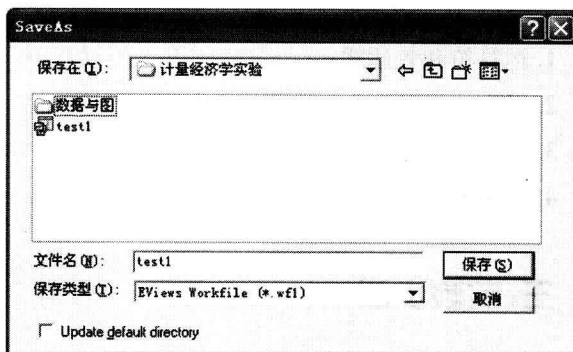 SaveAs
保存在(I): 计量经济学实验
数据与图
test1
文件名(N): test1 保存(S)
保存类型(T): EViews Workfile (*.wf1) 取消
Update default directory